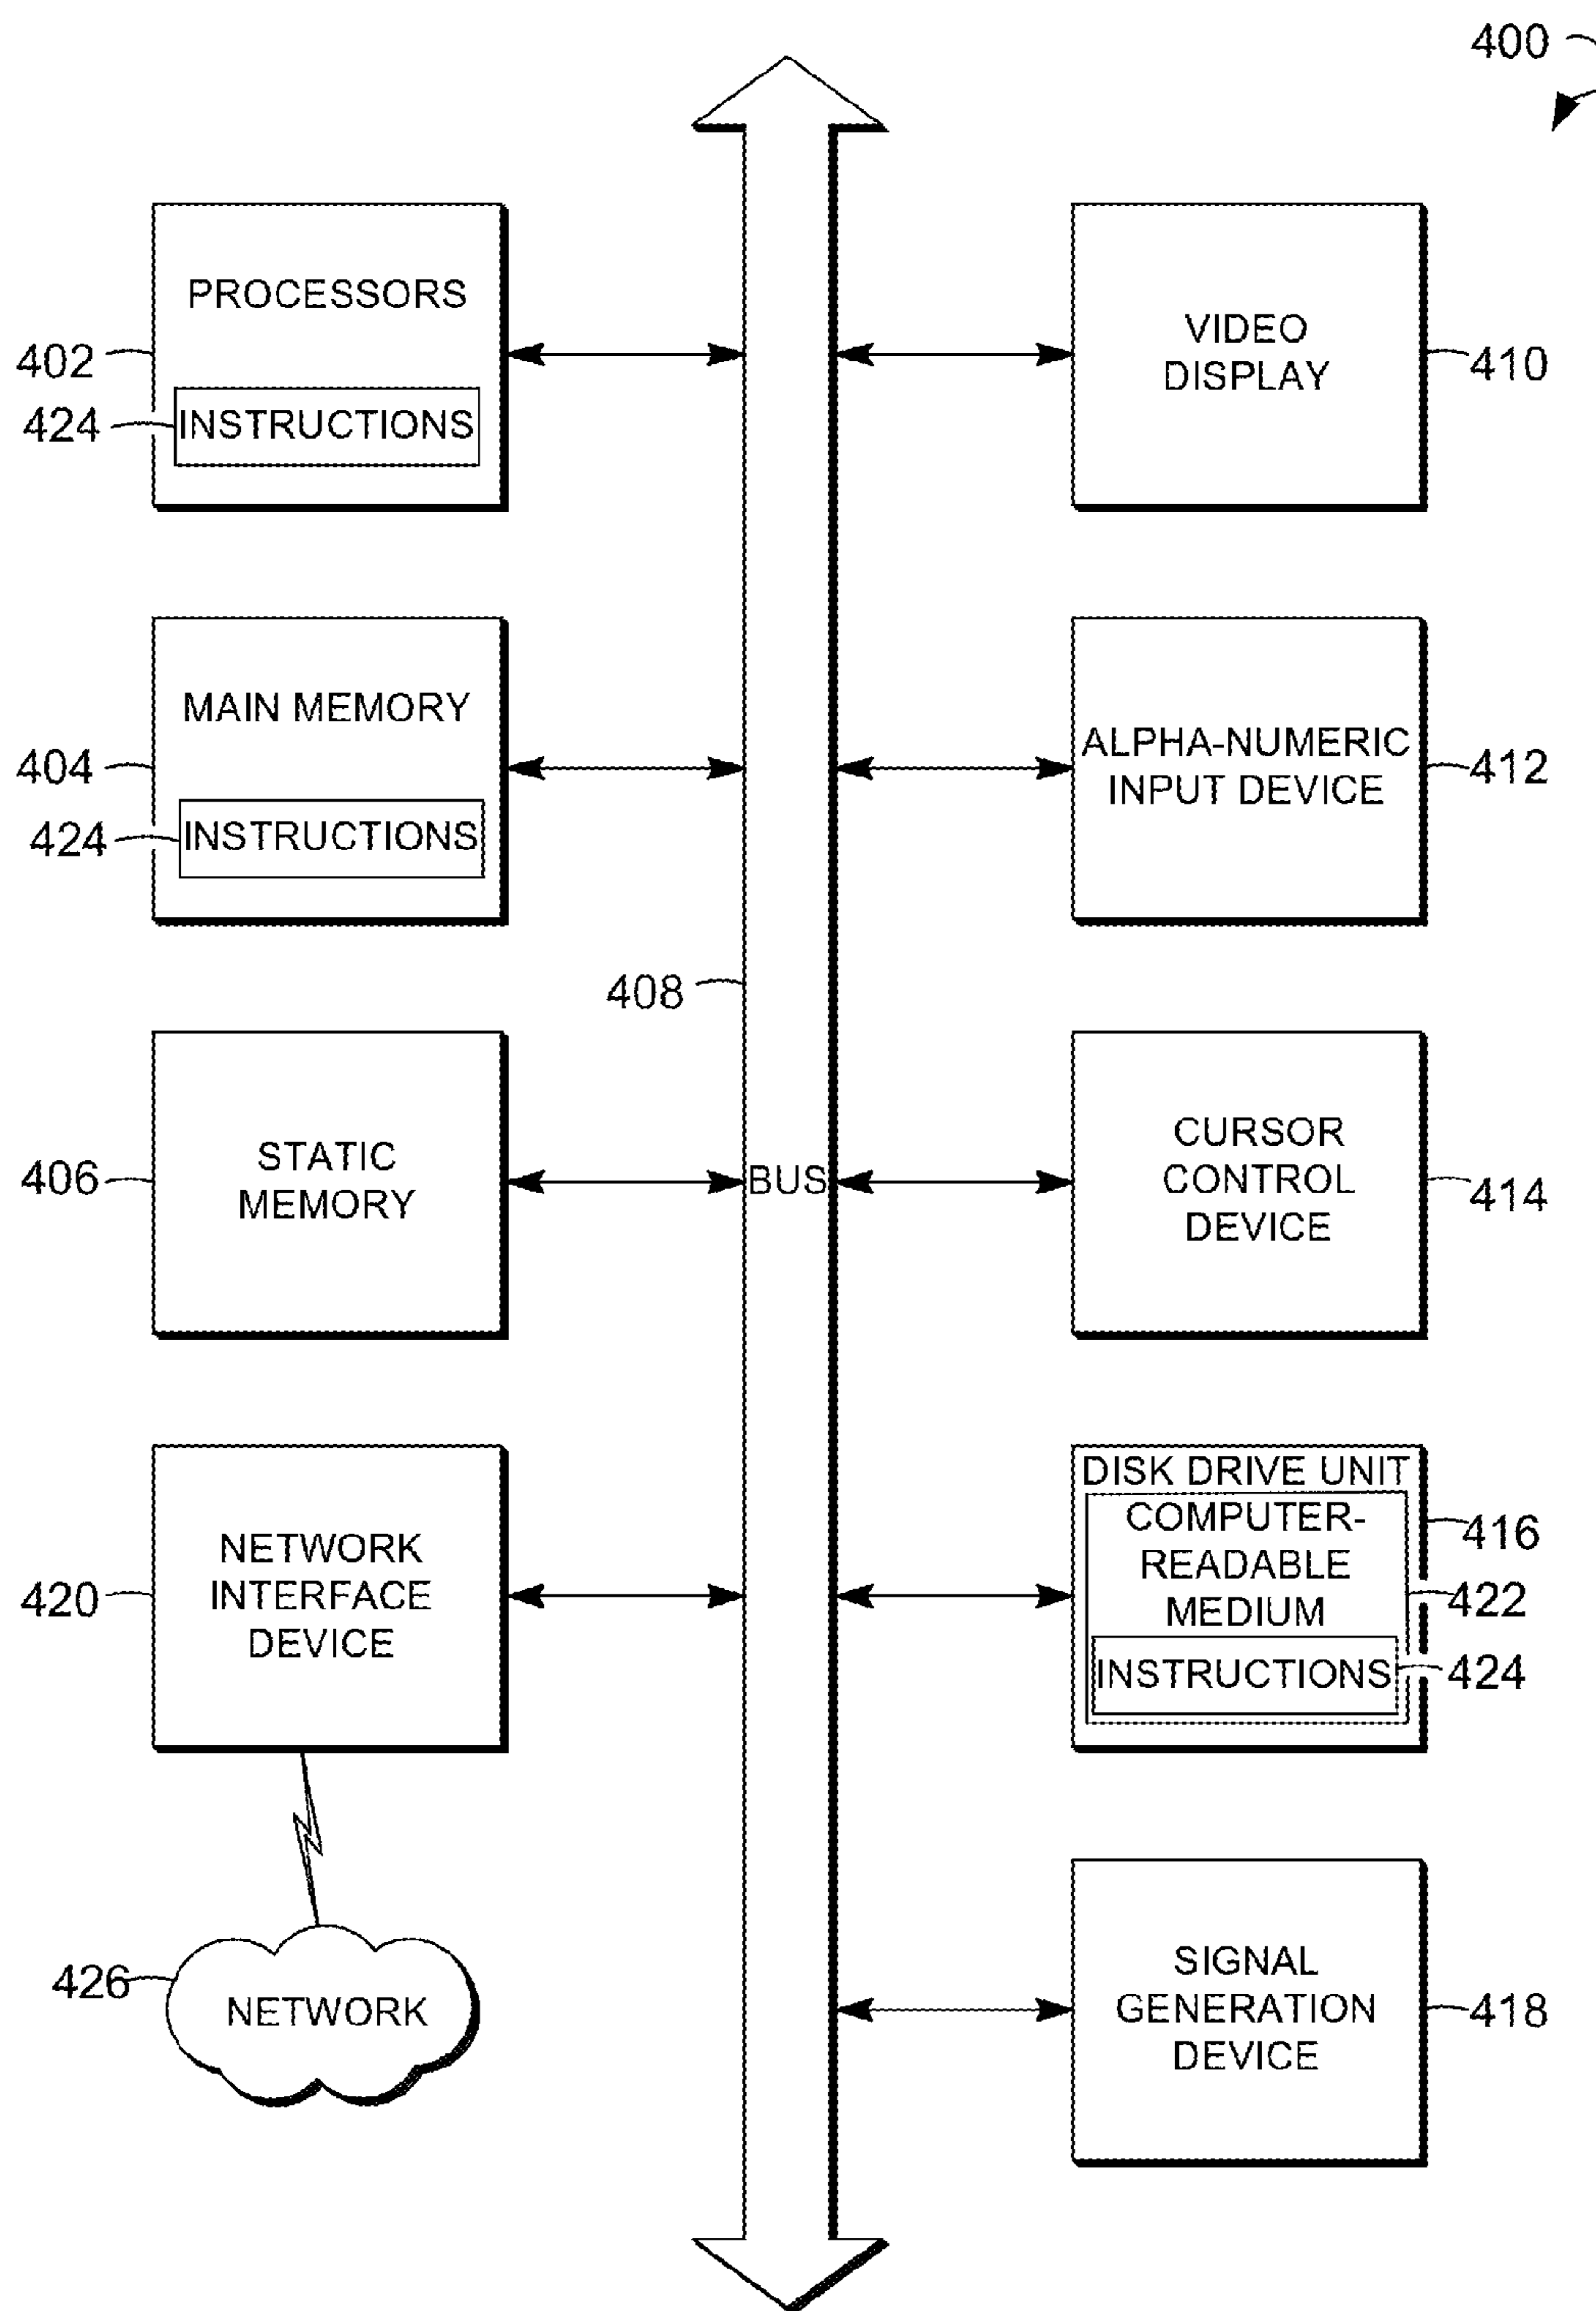 400
PROCESSORS
402
424
INSTRUCTIONS
VIDEO
DISPLAY
410
MAIN MEMORY
404
424
INSTRUCTIONS
ALPHA-NUMERIC
INPUT DEVICE
412
408
STATIC
MEMORY
406
BUS
CURSOR
CONTROL
DEVICE
414
NETWORK
INTERFACE
DEVICE
420
DISK DRIVE UNIT
COMPUTER-
READABLE
MEDIUM
INSTRUCTIONS
416
422
424
426
NETWORK
SIGNAL
GENERATION
DEVICE
418